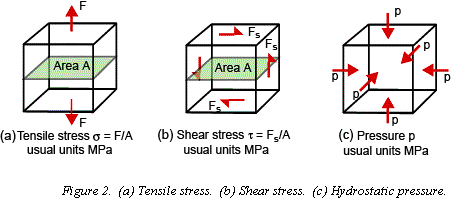 F
Area A
F
(a) Tensile stress σ = F/A
usual units MPa
Fs
Area A
Fs
(b) Shear stress τ = Fs/A
usual units MPa
p
p
p
p
p
p
(c) Pressure p
usual units MPa
Figure 2. (a) Tensile stress. (b) Shear stress. (c) Hydrostatic pressure.